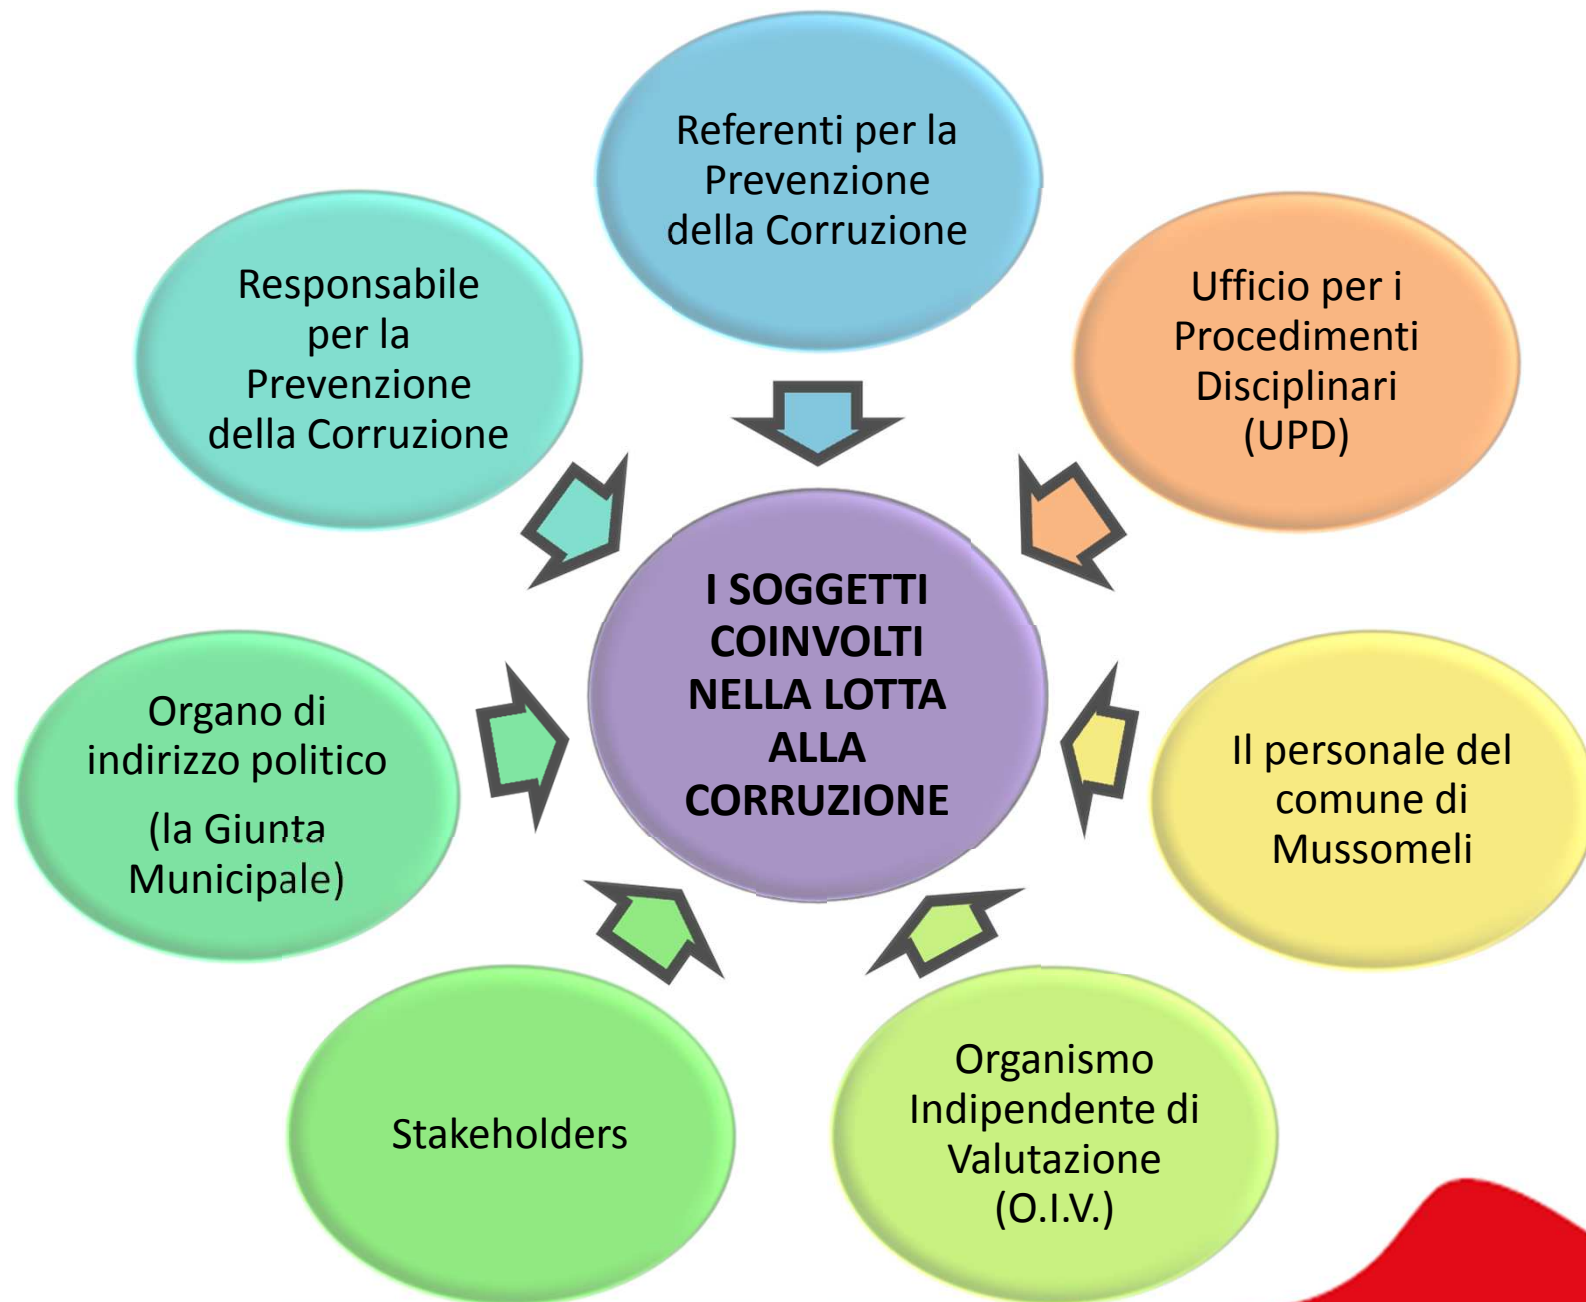 Referenti per la
Prevenzione
della Corruzione
Responsabile
per la
Prevenzione
della Corruzione
Ufficio per i
Procedimenti
Disciplinari
(UPD)
I SOGGETTI
COINVOLTI
NELLA LOTTA
ALLA
CORRUZIONE
Organo di
indirizzo politico
(la Giunta
Municipale)
Il personale del
comune di
Mussomeli
Stakeholders
Organismo
Indipendente di
Valutazione
(O.I.V.)